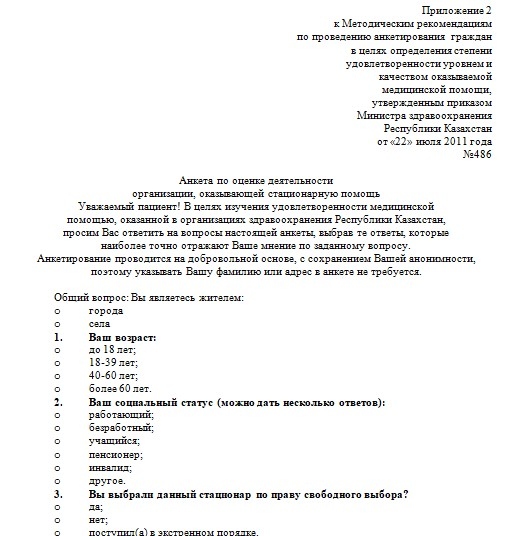 Приложение 2
к Методическим рекомендациям
по проведению анкетирования граждан
в целях определения степени
удовлетворенности уровнем и
качеством оказываемой
медицинской помощи,
утвержденным приказом
Министра здравоохранения
Республики Казахстан
от «22» июля 2011 года
№486
Анкета по оценке деятельности
организации, оказывающей стационарную помощь
Уважаемый пациент! В целях изучения удовлетворенности медицинской
помощью, оказанной в организациях здравоохранения Республики Казахстан,
просим Вас ответить на вопросы настоящей анкеты, выбрав те ответы, которые
наиболее точно отражают Ваше мнение по заданному вопросу.
Анкетирование проводится на добровольной основе, с сохранением Вашей анонимности,
поэтому указывать Вашу фамилию или адрес в анкете не требуется.
Общий вопрос: Вы являетесь жителем:
o города
o села
1. Ваш возраст:
o до 18 лет;
o 18-39 лет;
o 40-60 лет;
o более 60 лет.
2. Ваш социальный статус (можно дать несколько ответов):
o работающий;
o безработный;
o учащийся;
o пенсионер;
o инвалид;
o другое.
3. Вы выбрали данный стационар по праву свободного выбора?
o да;
o нет;
o поступил(а) в экстренном порядке.